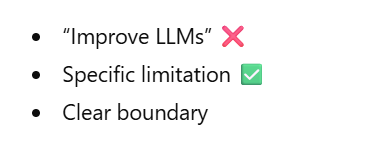 • “Improve LLMs” ❌
• Specific limitation ✅
• Clear boundary